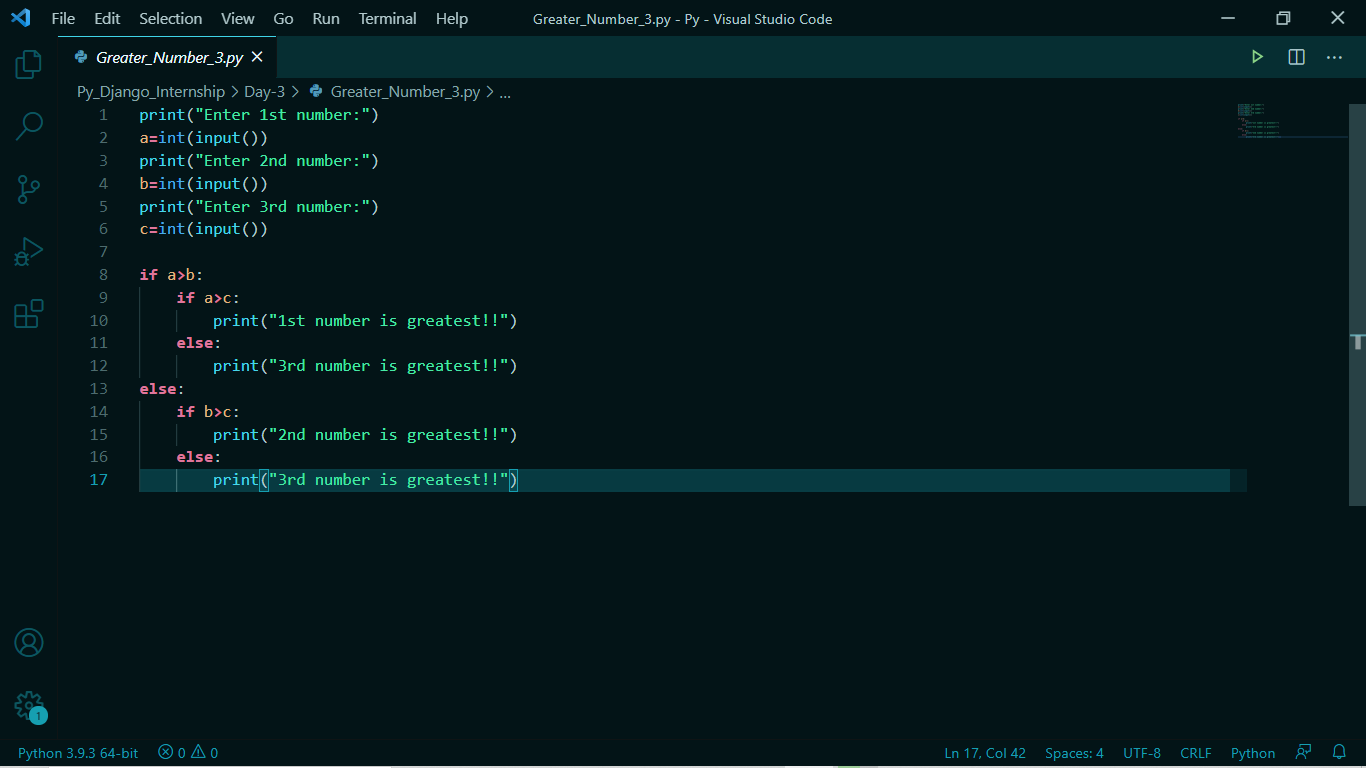 File Edit Selection View Go Run Terminal Help Greater_Number_3.py - Py - Visual Studio Code
Greater_Number_3.py
Py_Django_Internship > Day-3 > Greater_Number_3.py > ...
1 print("Enter 1st number:")
2 a=int(input())
3 print("Enter 2nd number:")
4 b=int(input())
5 print("Enter 3rd number:")
6 c=int(input())
7
8 if a>b:
9     if a>c:
10         print("1st number is greatest!!")
11     else:
12         print("3rd number is greatest!!")
13 else:
14     if b>c:
15         print("2nd number is greatest!!")
16     else:
17         print("3rd number is greatest!!")
1
Python 3.9.3 64-bit 0 0 Ln 17, Col 42 Spaces: 4 UTF-8 CRLF Python